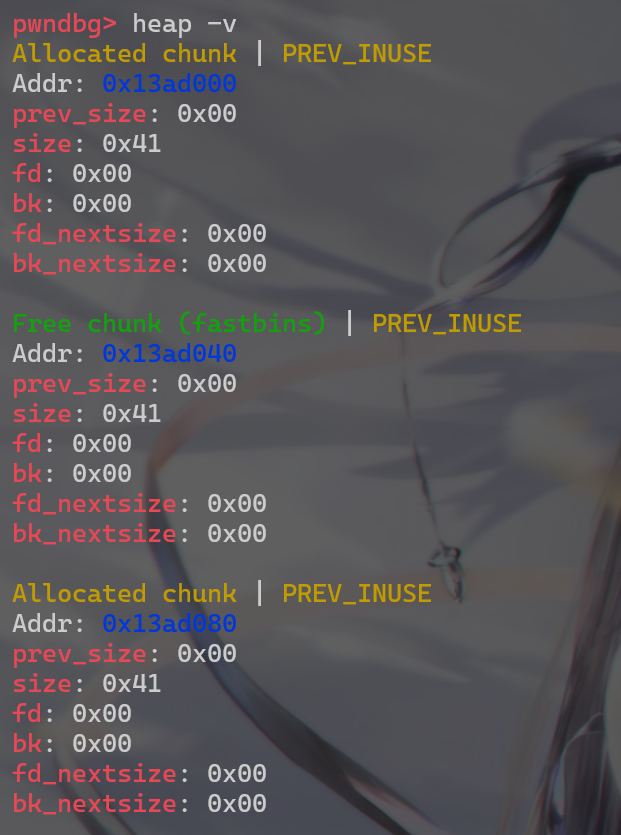 pwndbg> heap -v
Allocated chunk | PREV_INUSE
Addr: 0x13ad000
prev_size: 0x00
size: 0x41
fd: 0x00
bk: 0x00
fd_nextsize: 0x00
bk_nextsize: 0x00

Free chunk (fastbins) | PREV_INUSE
Addr: 0x13ad040
prev_size: 0x00
size: 0x41
fd: 0x00
bk: 0x00
fd_nextsize: 0x00
bk_nextsize: 0x00

Allocated chunk | PREV_INUSE
Addr: 0x13ad080
prev_size: 0x00
size: 0x41
fd: 0x00
bk: 0x00
fd_nextsize: 0x00
bk_nextsize: 0x00